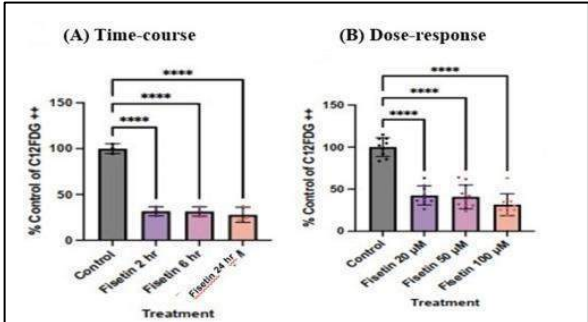 (A) Time-course
****
****
****
% Control of C12FDG ++
150
100
50
0
Control
Fisetin 2 hr
Fisetin 6 hr
Fisetin 24 hr
Treatment
(B) Dose-response
****
****
****
% Control of C12FDG ++
150
100
50
0
Control
Fisetin 20 µM
Fisetin 50 µM
Fisetin 100 µM
Treatment